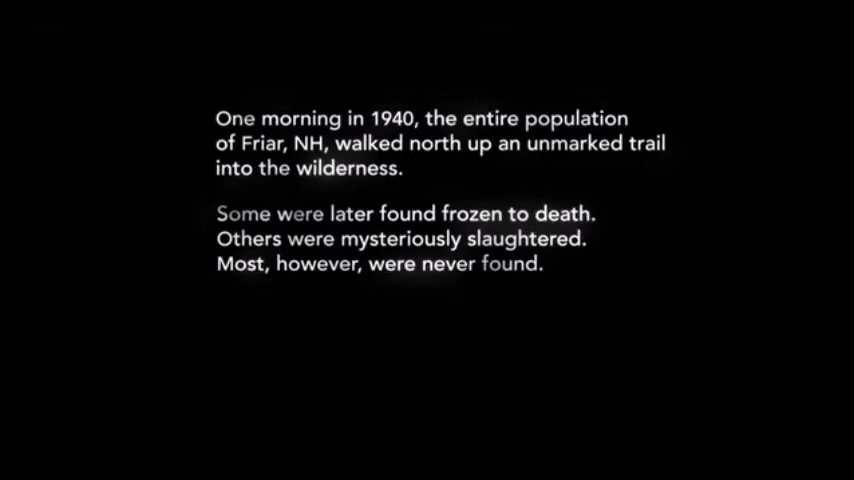 One morning in 1940, the entire population
of Friar, NH, walked north up an unmarked trail
into the wilderness.
Some were later found frozen to death.
Others were mysteriously slaughtered.
Most, however, were never found.